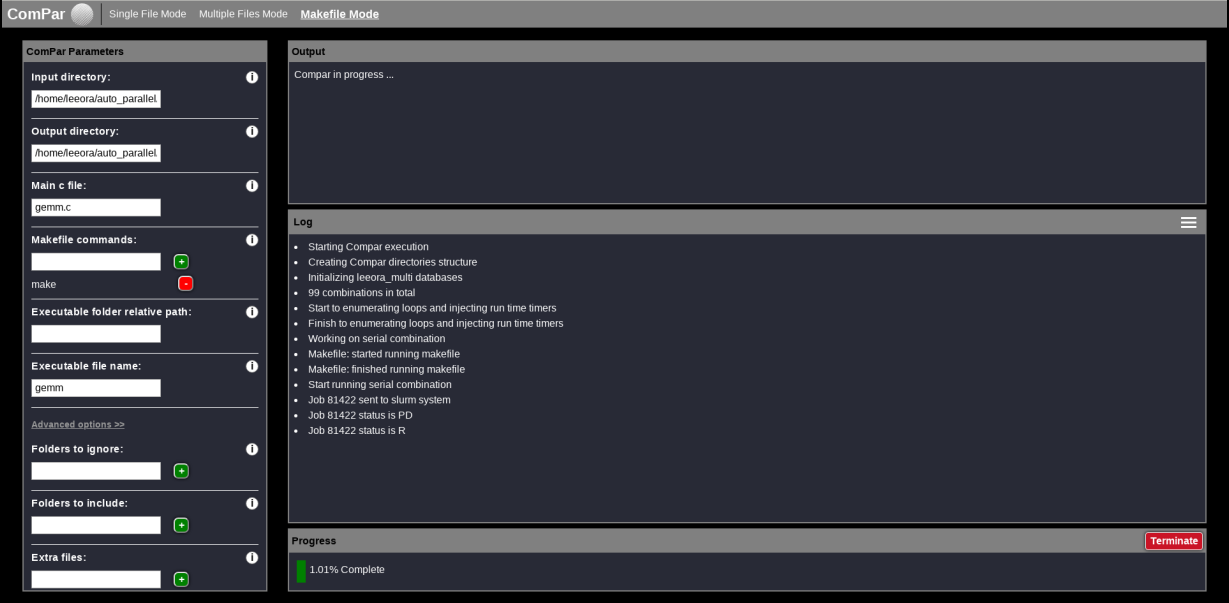 ComPar Single File Mode Multiple Files Mode Makefile Mode
ComPar Parameters
Input directory: i
/home/leeora/auto_parallel/
Output directory: i
/home/leeora/auto_parallel/
Main c file: i
gemm.c
Makefile commands: i
+
make -
Executable folder relative path: i
Executable file name: i
gemm
Advanced options >>
Folders to ignore: i
+
Folders to include: i
+
Extra files: i
+
Output
Compar in progress ...
Log
• Starting Compar execution
• Creating Compar directories structure
• Initializing leeora_multi databases
• 99 combinations in total
• Start to enumerating loops and injecting run time timers
• Finish to enumerating loops and injecting run time timers
• Working on serial combination
• Makefile: started running makefile
• Makefile: finished running makefile
• Start running serial combination
• Job 81422 sent to slurm system
• Job 81422 status is PD
• Job 81422 status is R
Progress Terminate
1.01% Complete